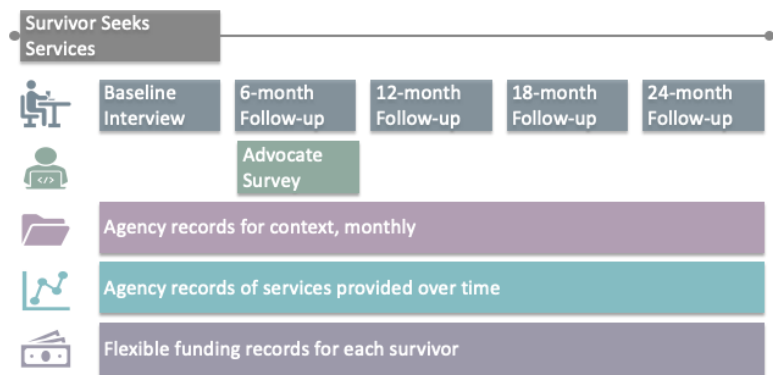 Survivor Seeks
Services
Baseline
Interview
6-month
Follow-up
12-month
Follow-up
18-month
Follow-up
24-month
Follow-up
</>
Advocate
Survey
Agency records for context, monthly
Agency records of services provided over time
Flexible funding records for each survivor